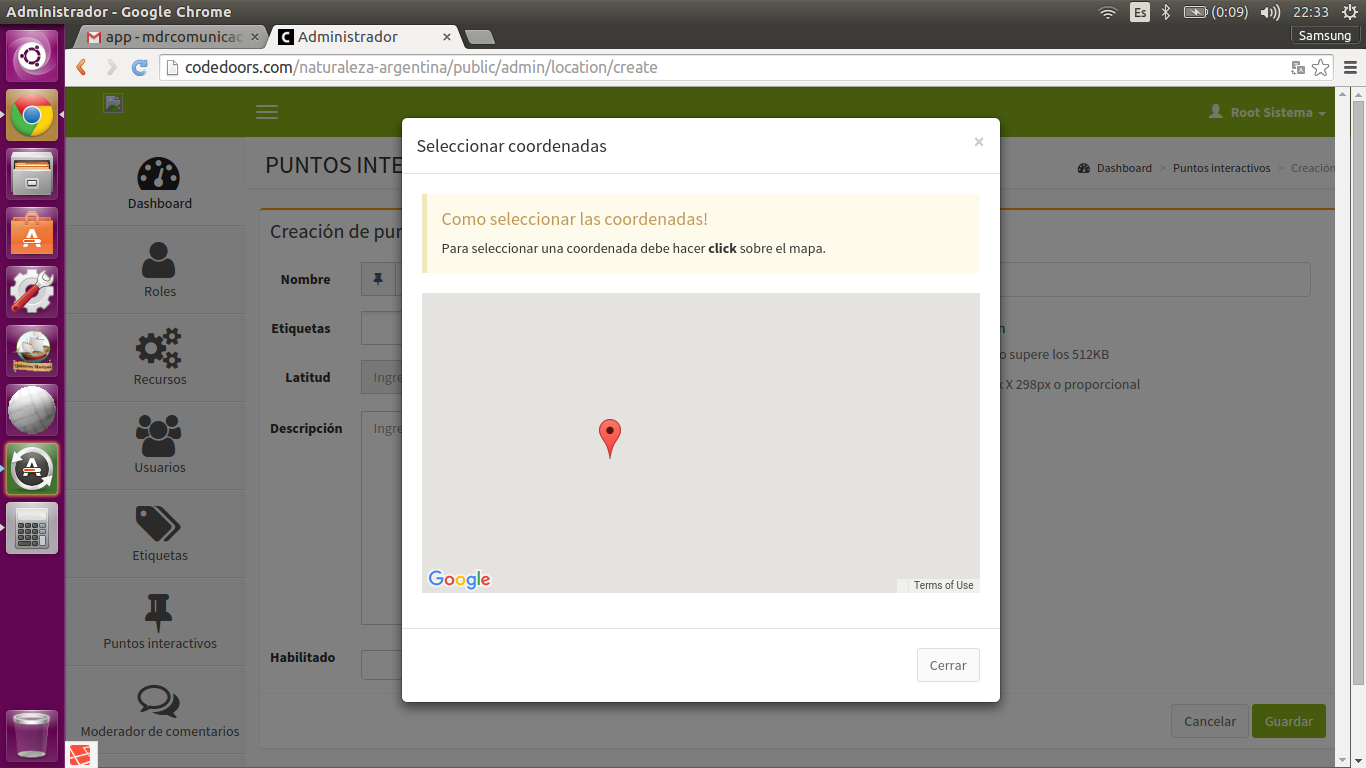 Administrador - Google Chrome
Es
(0:09)
22:33
Samsung
app - mdrcomunicac
Administrador
codedoors.com/naturaleza-argentina/public/admin/location/create
Root Sistema
Seleccionar coordenadas
×
PUNTOS INTE
Dashboard > Puntos interactivos > Creación
Dashboard
Como seleccionar las coordenadas!
Para seleccionar una coordenada debe hacer click sobre el mapa.
Creación de pun
Nombre
Roles
Etiquetas
o supere los 512KB
Recursos
Latitud
Ingre
x X 298px o proporcional
Descripción
Ingre
Usuarios
Etiquetas
Google
Terms of Use
Puntos interactivos
Habilitado
Cerrar
Moderador de comentarios
Cancelar
Guardar